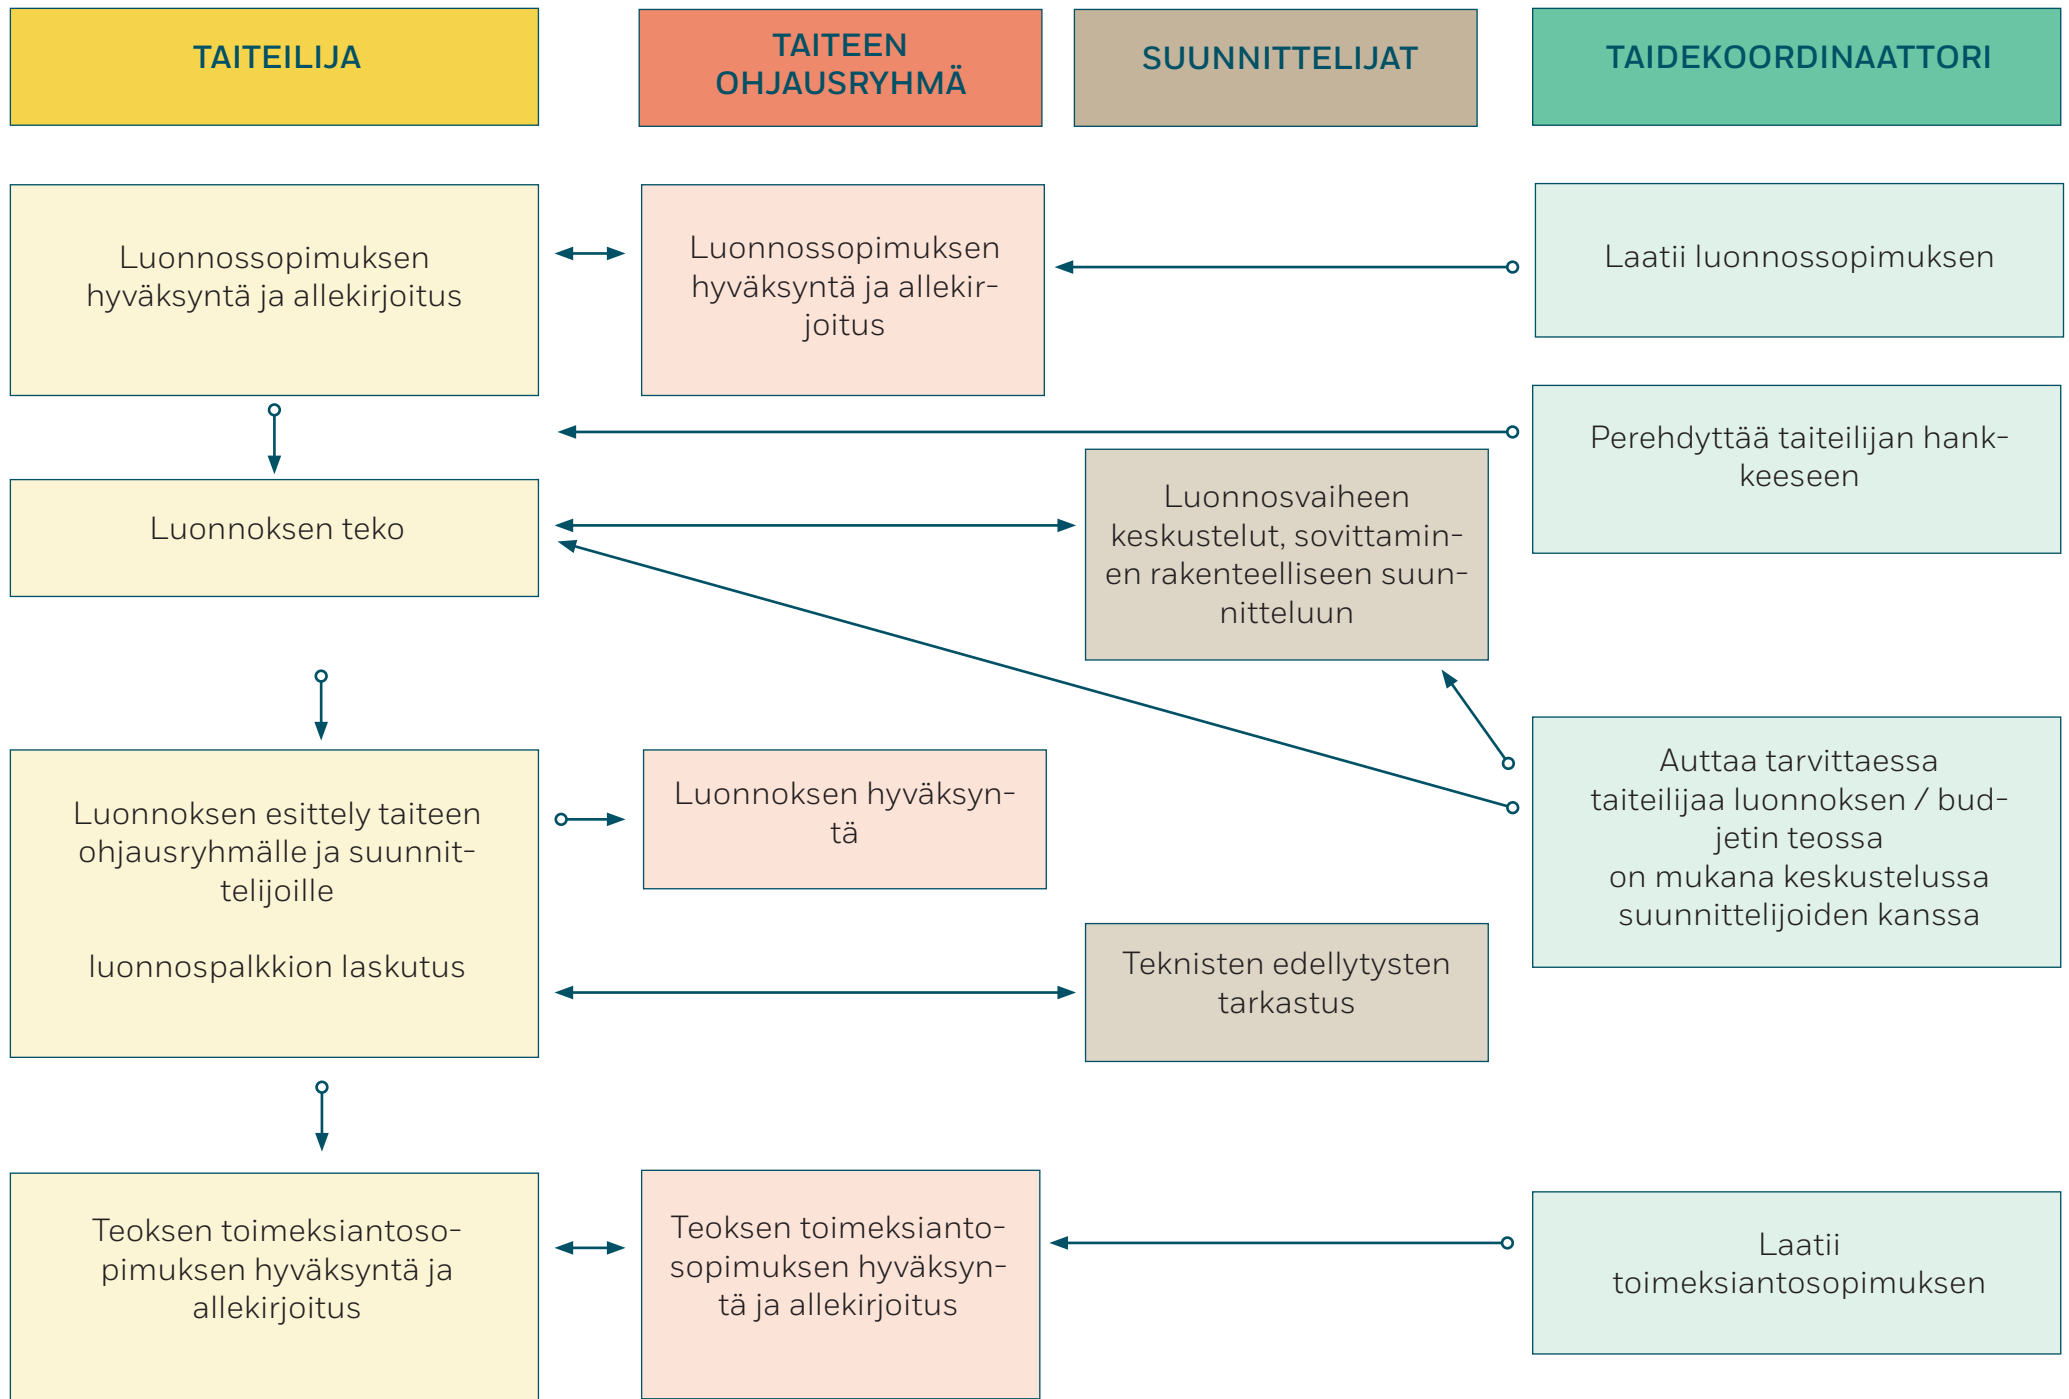 TAITEILIJA
TAITEEN
OHJAUSRYHMÄ
SUUNNITTELIJAT
TAIDEKOORDINAATTORI
Luonnossopimuksen
hyväksyntä ja allekirjoitus
Luonnossopimuksen
hyväksyntä ja allekir-
joitus
Laatii luonnossopimuksen
Perehdyttää taiteilijan hank-
keeseen
Luonnoksen teko
Luonnosvaiheen
keskustelut, sovittamin-
en rakenteelliseen suun-
nitteluun
Luonnoksen esittely taiteen
ohjausryhmälle ja suunnit-
telijoille
luonnospalkkion laskutus
Luonnoksen hyväksyn-
tä
Auttaa tarvittaessa
taiteilijaa luonnoksen / bud-
jetin teossa
on mukana keskustelussa
suunnittelijoiden kanssa
Teknisten edellytysten
tarkastus
Teoksen toimeksiantoso-
pimuksen hyväksyntä ja
allekirjoitus
Teoksen toimeksianto-
sopimuksen hyväksyn-
tä ja allekirjoitus
Laatii
toimeksiantosopimuksen